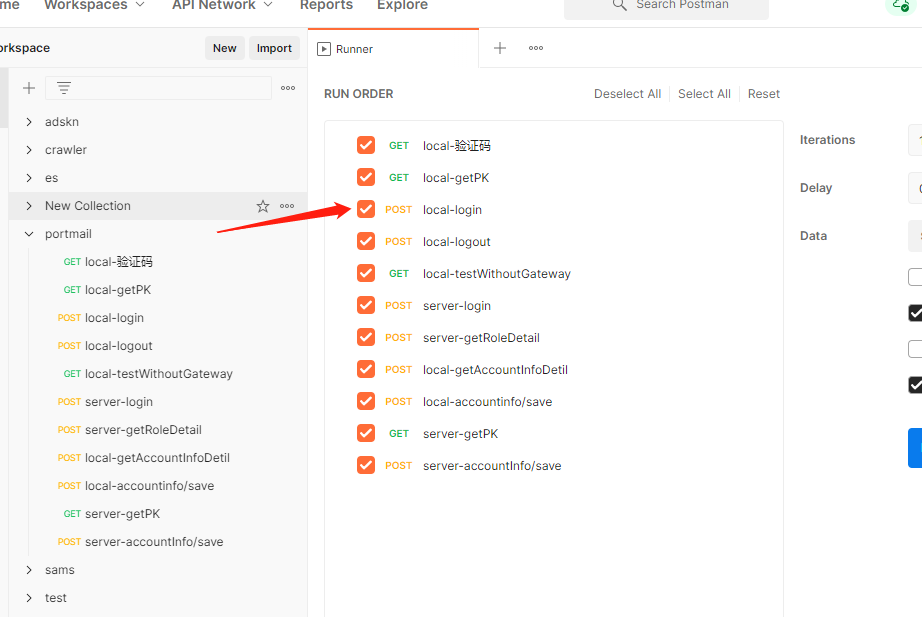 me Workspaces API Network Reports Explore Search Postman
orkspace New Import
Runner
RUN ORDER Deselect All Select All Reset
adskn
crawler
es
New Collection
portmail
GET local-验证码
GET local-getPK
POST local-login
POST local-logout
GET local-testWithoutGateway
POST server-login
POST server-getRoleDetail
POST local-getAccountInfoDetil
POST local-accountinfo/save
GET server-getPK
POST server-accountInfo/save
sams
test
GET local-验证码
GET local-getPK
POST local-login
POST local-logout
GET local-testWithoutGateway
POST server-login
POST server-getRoleDetail
POST local-getAccountInfoDetil
POST local-accountinfo/save
GET server-getPK
POST server-accountInfo/save
Iterations
Delay
Data